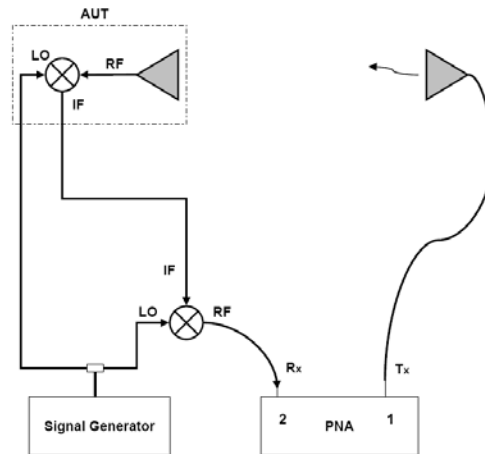 AUT
LO
RF
IF
IF
LO
RF
Rx
Tx
Signal Generator
2
PNA
1